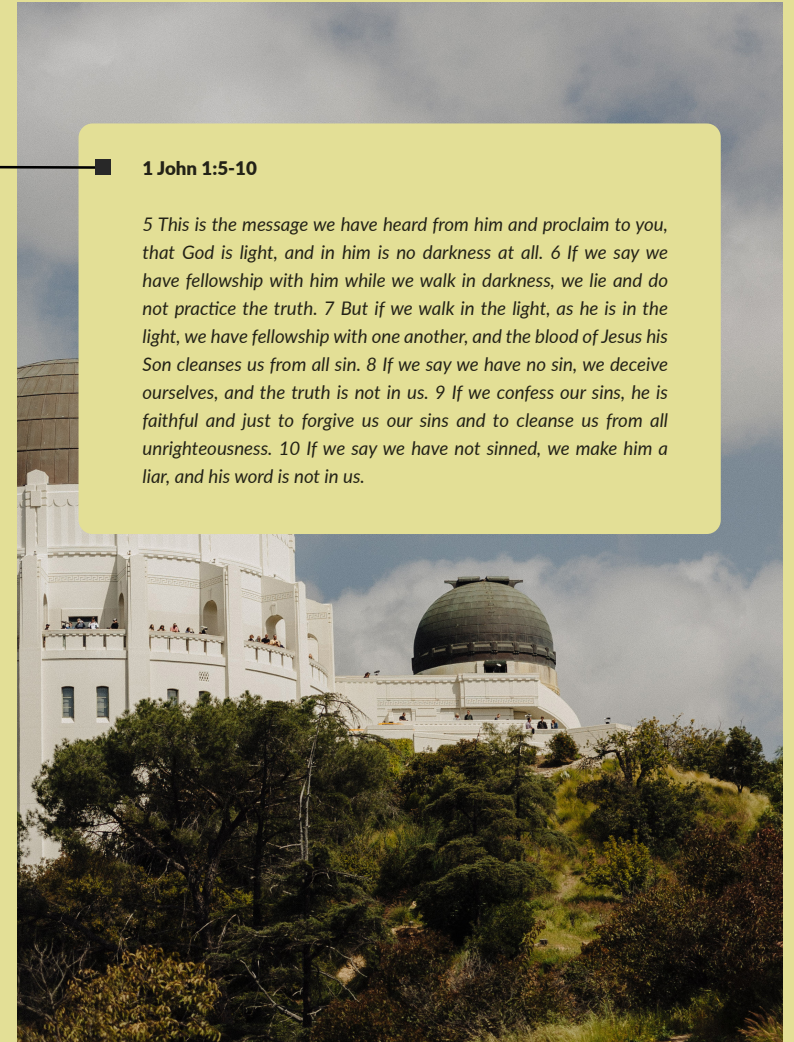 1 John 1:5-10
5 This is the message we have heard from him and proclaim to you,
that God is light, and in him is no darkness at all. 6 If we say we
have fellowship with him while we walk in darkness, we lie and do
not practice the truth. 7 But if we walk in the light, as he is in the
light, we have fellowship with one another, and the blood of Jesus his
Son cleanses us from all sin. 8 If we say we have no sin, we deceive
ourselves, and the truth is not in us. 9 If we confess our sins, he is
faithful and just to forgive us our sins and to cleanse us from all
unrighteousness. 10 If we say we have not sinned, we make him a
liar, and his word is not in us.